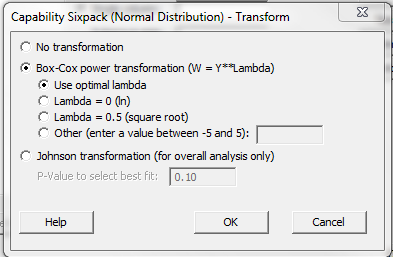 Capability Sixpack (Normal Distribution) - Transform
No transformation
Box-Cox power transformation (W = Y**Lambda)
Use optimal lambda
Lambda = 0 (ln)
Lambda = 0.5 (square root)
Other (enter a value between -5 and 5):
Johnson transformation (for overall analysis only)
P-Value to select best fit: 0.10
Help OK Cancel